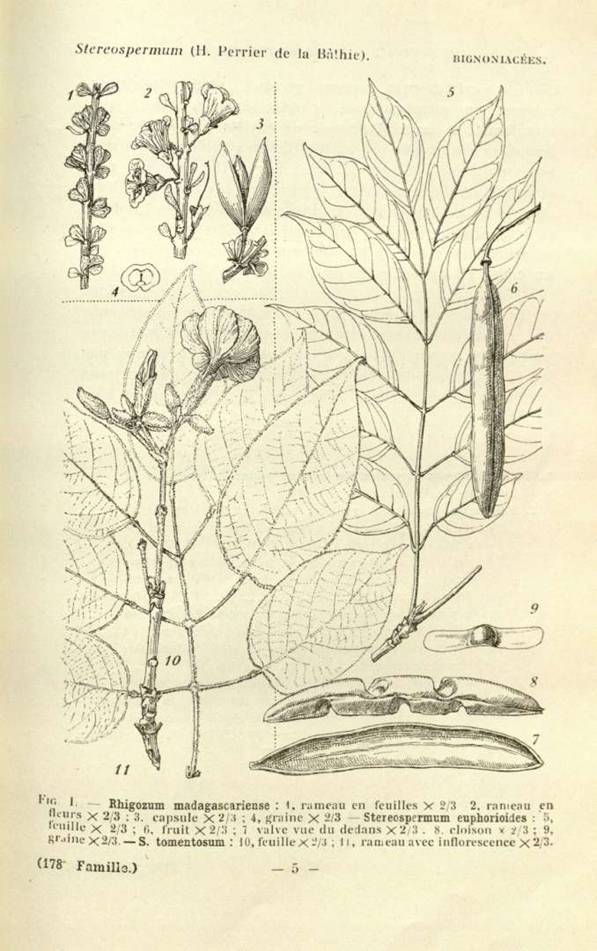 Stereospermum (H. Perrier de la Bâthie).
BIGNONIACÉES.
1
2
3
4
5
6
10
9
8
7
11
FIG 1. — Rhigozum madagascariense : 1, rameau en feuilles × 2/3 2, rameau en
fleurs × 2/3 : 3. capsule × 2/3 ; 4, graine × 2/3 — Stereospermum euphorioides : 5,
feuille × 2/3 ; 6, fruit × 2/3 ; 7 valve vue du dedans × 2/3. 8. cloison × 2/3 ; 9,
graine × 2/3. — S. tomentosum : 10, feuille × 2/3 ; 11, rameau avec inflorescence × 2/3.
(178e Famille.)
— 5 —